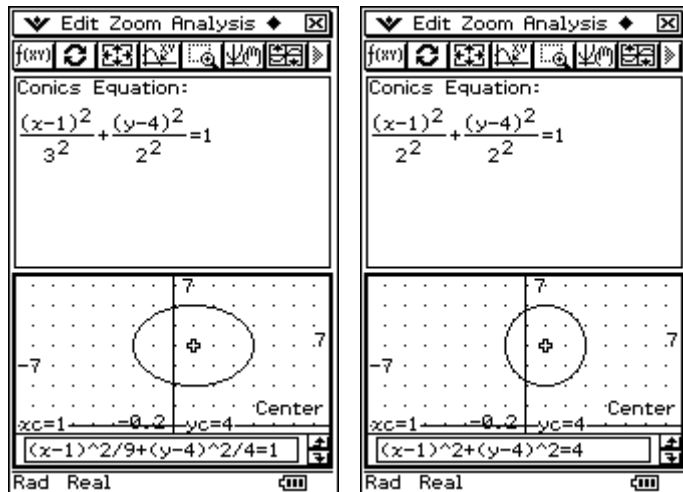 Edit Zoom Analysis ◆
f(xy)
Conics Equation:
(x-1)^2/3^2+(y-4)^2/2^2=1
7
7
-7
Center
xc=1 -0.2 yc=4
(x-1)^2/9+(y-4)^2/4=1
Rad Real
Edit Zoom Analysis ◆
f(xy)
Conics Equation:
(x-1)^2/2^2+(y-4)^2/2^2=1
7
7
-7
Center
xc=1 -0.2 yc=4
(x-1)^2+(y-4)^2=4
Rad Real